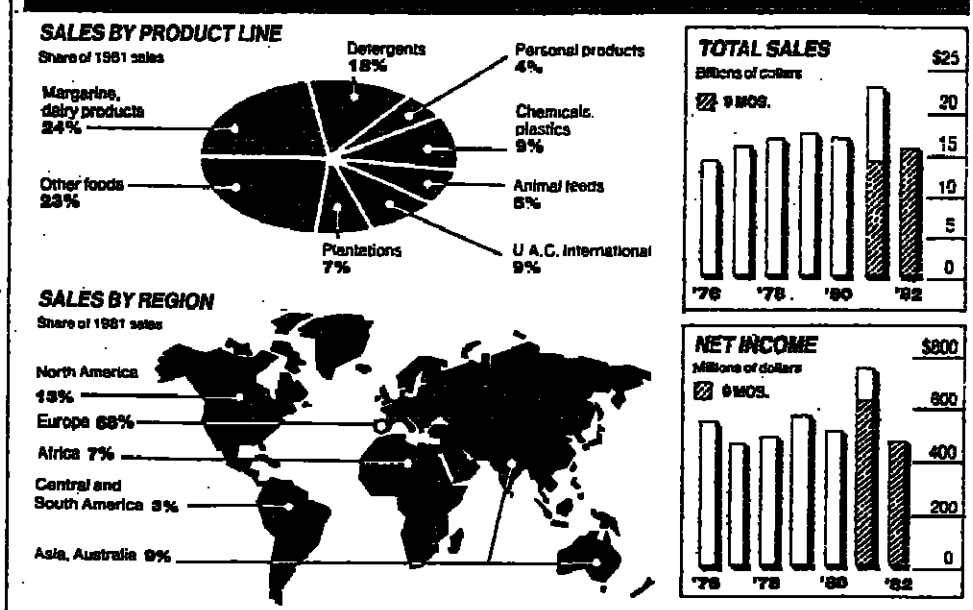 SALES BY PRODUCT LINE
Share of 1981 sales
Detergents
18%
Personal products
4%
Margarine,
dairy products
24%
Chemicals,
plastics
9%
Other foods
23%
Animal feeds
6%
Plantations
7%
U.A.C. International
9%
SALES BY REGION
Share of 1981 sales
North America
13%
Europe 68%
Africa 7%
Central and
South America 3%
Asia, Australia 9%
TOTAL SALES
Billions of dollars
9 MOS.
$25
20
15
10
5
0
'76 '78 '80 '82
NET INCOME
Millions of dollars
9 MOS.
$800
600
400
200
0
'76 '78 '80 '82